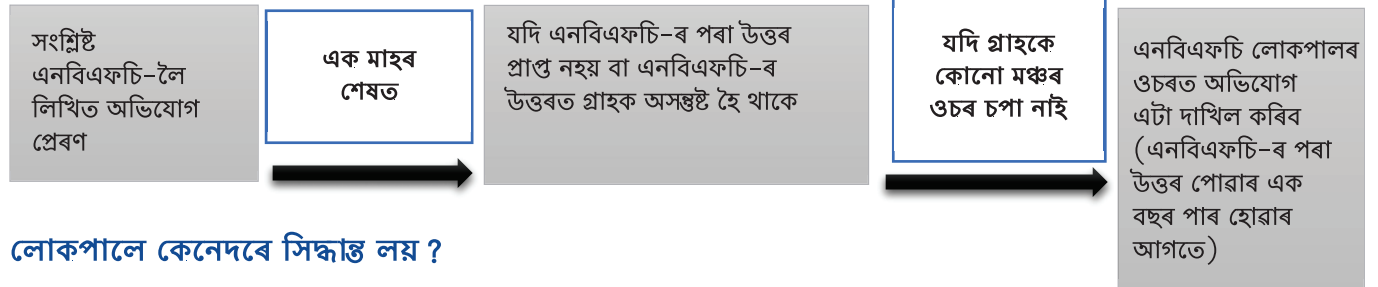 সংশ্লিষ্ট
এনবিএফচি-লৈ
লিখিত অভিযোগ
প্ৰেৰণ
এক মাহৰ
শেষত
যদি এনবিএফচি-ৰ পৰা উত্তৰ
প্ৰাপ্ত নহয় বা এনবিএফচি-ৰ
উত্তৰত গ্ৰাহক অসন্তুষ্ট হৈ থাকে
যদি গ্ৰাহকে
কোনো মঞ্চৰ
ওচৰ চপা নাই
এনবিএফচি লোকপালৰ
ওচৰত অভিযোগ
এটা দাখিল কৰিব
(এনবিএফচি-ৰ পৰা
উত্তৰ পোৱাৰ এক
বছৰ পাৰ হোৱাৰ
আগতে)
লোকপালে কেনেদৰে সিদ্ধান্ত লয় ?